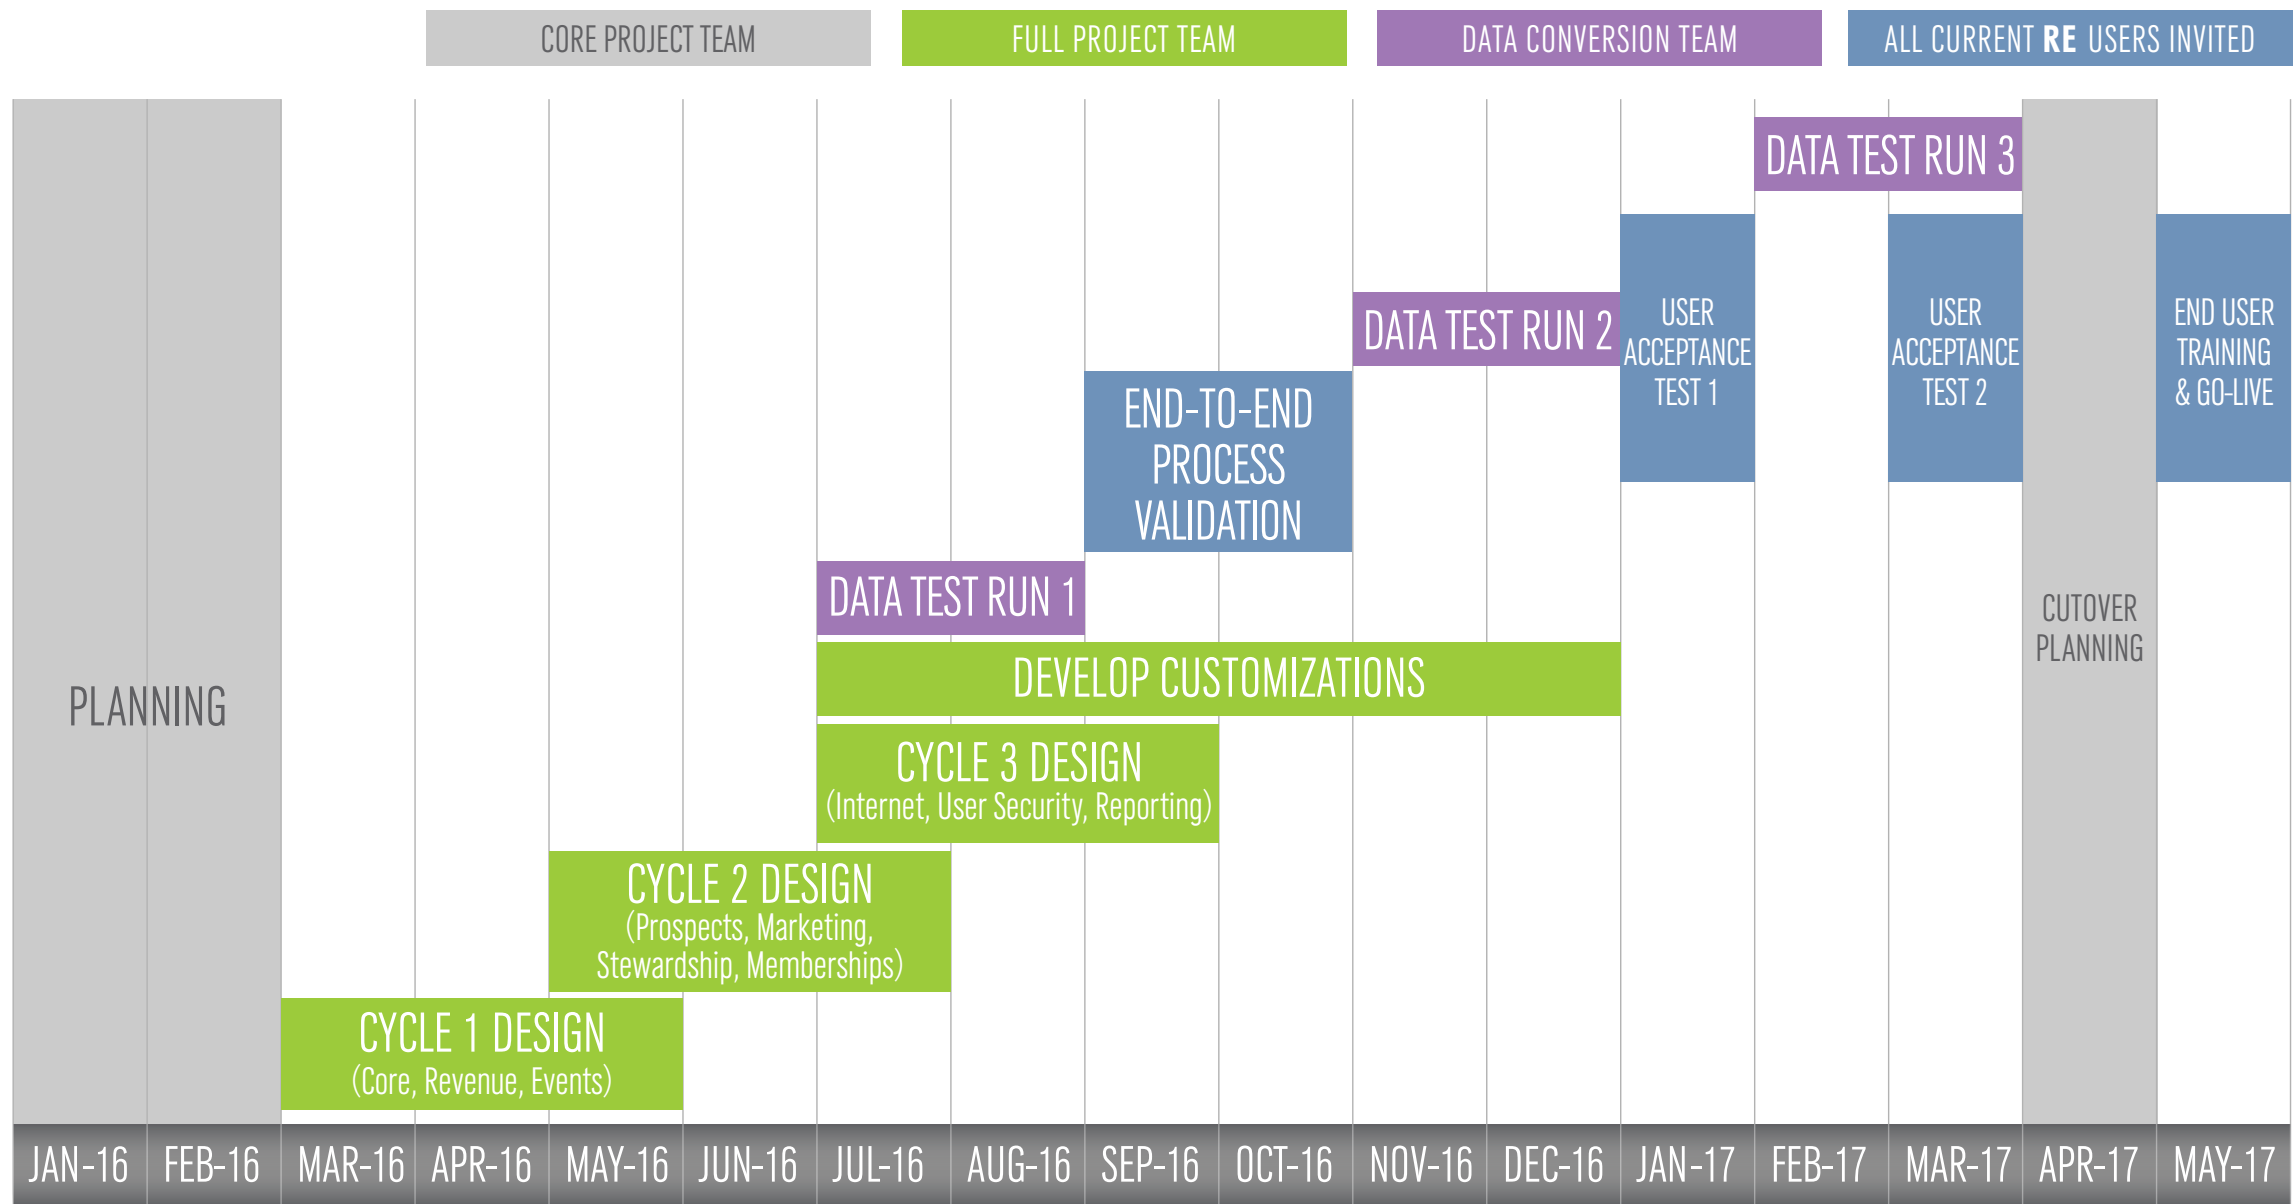 CORE PROJECT TEAM
FULL PROJECT TEAM
DATA CONVERSION TEAM
ALL CURRENT RE USERS INVITED
DATA TEST RUN 3
DATA TEST RUN 2
USER
ACCEPTANCE
TEST 1
USER
ACCEPTANCE
TEST 2
END USER
TRAINING
& GO-LIVE
END-TO-END
PROCESS
VALIDATION
DATA TEST RUN 1
CUTOVER
PLANNING
DEVELOP CUSTOMIZATIONS
PLANNING
CYCLE 3 DESIGN
(Internet, User Security, Reporting)
CYCLE 2 DESIGN
(Prospects, Marketing,
Stewardship, Memberships)
CYCLE 1 DESIGN
(Core, Revenue, Events)
JAN-16
FEB-16
MAR-16
APR-16
MAY-16
JUN-16
JUL-16
AUG-16
SEP-16
OCT-16
NOV-16
DEC-16
JAN-17
FEB-17
MAR-17
APR-17
MAY-17